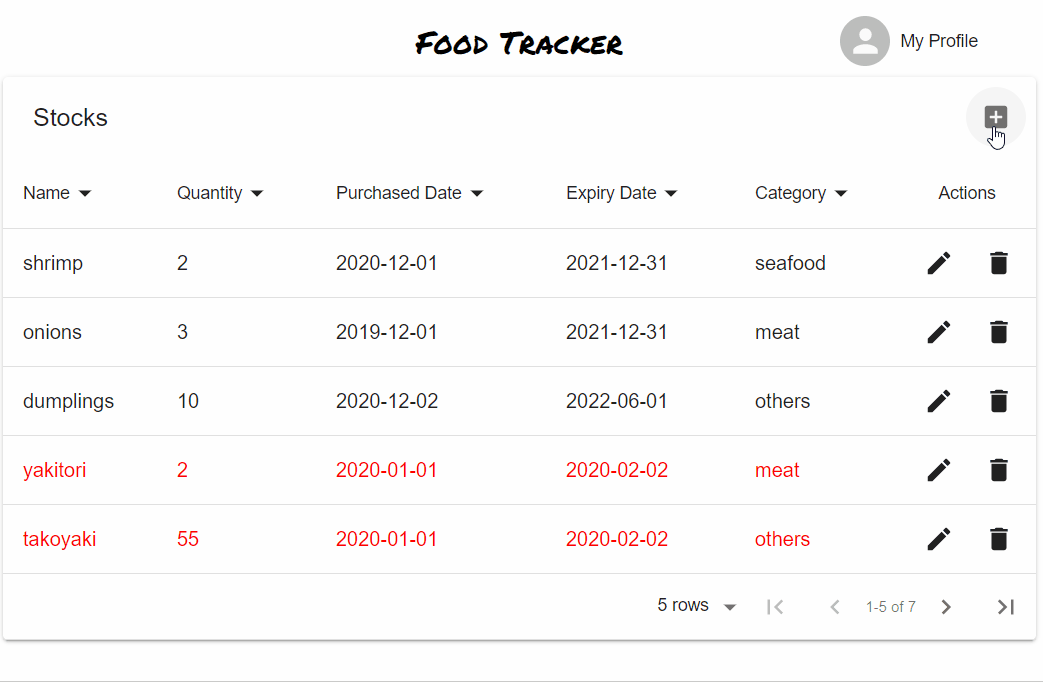 Food Tracker
My Profile
Stocks
Name Quantity Purchased Date Expiry Date Category Actions
shrimp 2 2020-12-01 2021-12-31 seafood
onions 3 2019-12-01 2021-12-31 meat
dumplings 10 2020-12-02 2022-06-01 others
yakitori 2 2020-01-01 2020-02-02 meat
takoyaki 55 2020-01-01 2020-02-02 others
5 rows 1-5 of 7